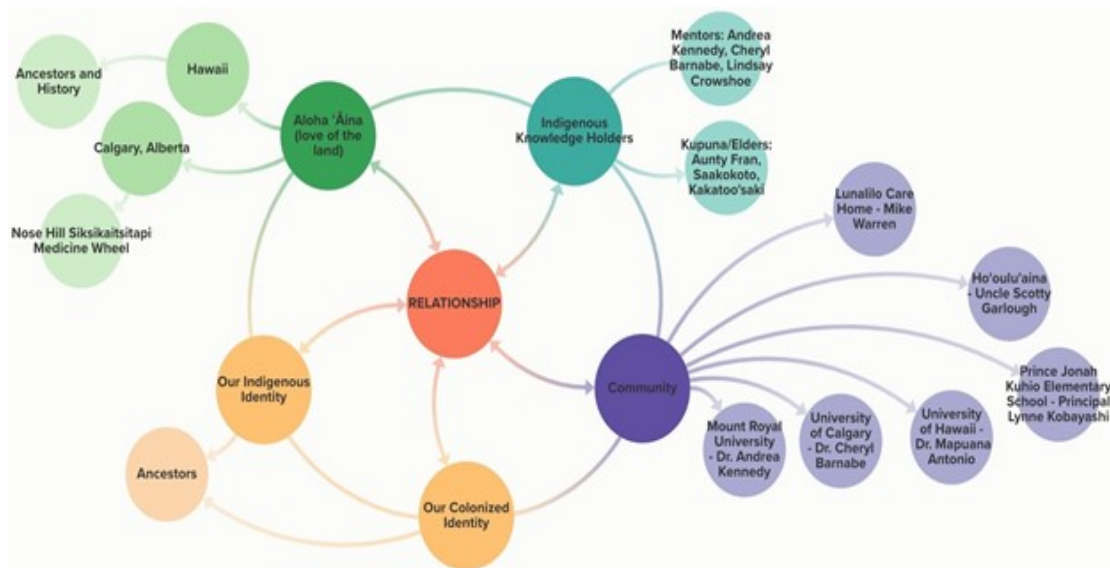 Mentors: Andrea
Kennedy, Cheryl
Barnabe, Lindsay
Crowshoe
Hawaii
Ancestors and
History
Aloha 'Āina
(love of the
land)
Indigenous
Knowledge Holders
Calgary, Alberta
Kupuna/Elders:
Aunty Fran,
Saakokoto,
Kakatoo'saki
Lunalilo Care
Home - Mike
Warren
Nose Hill Siksikaitsitapi
Medicine Wheel
Ho'oulu'aina
- Uncle Scotty
Garlough
RELATIONSHIP
Our Indigenous
Identity
Community
Prince Jonah
Kuhio Elementary
School - Principal
Lynne Kobayashi
Mount Royal
University
- Dr. Andrea
Kennedy
University
of Calgary
- Dr. Cheryl
Barnabe
University
of Hawaii -
Dr. Mapuana
Antonio
Ancestors
Our Colonized
Identity